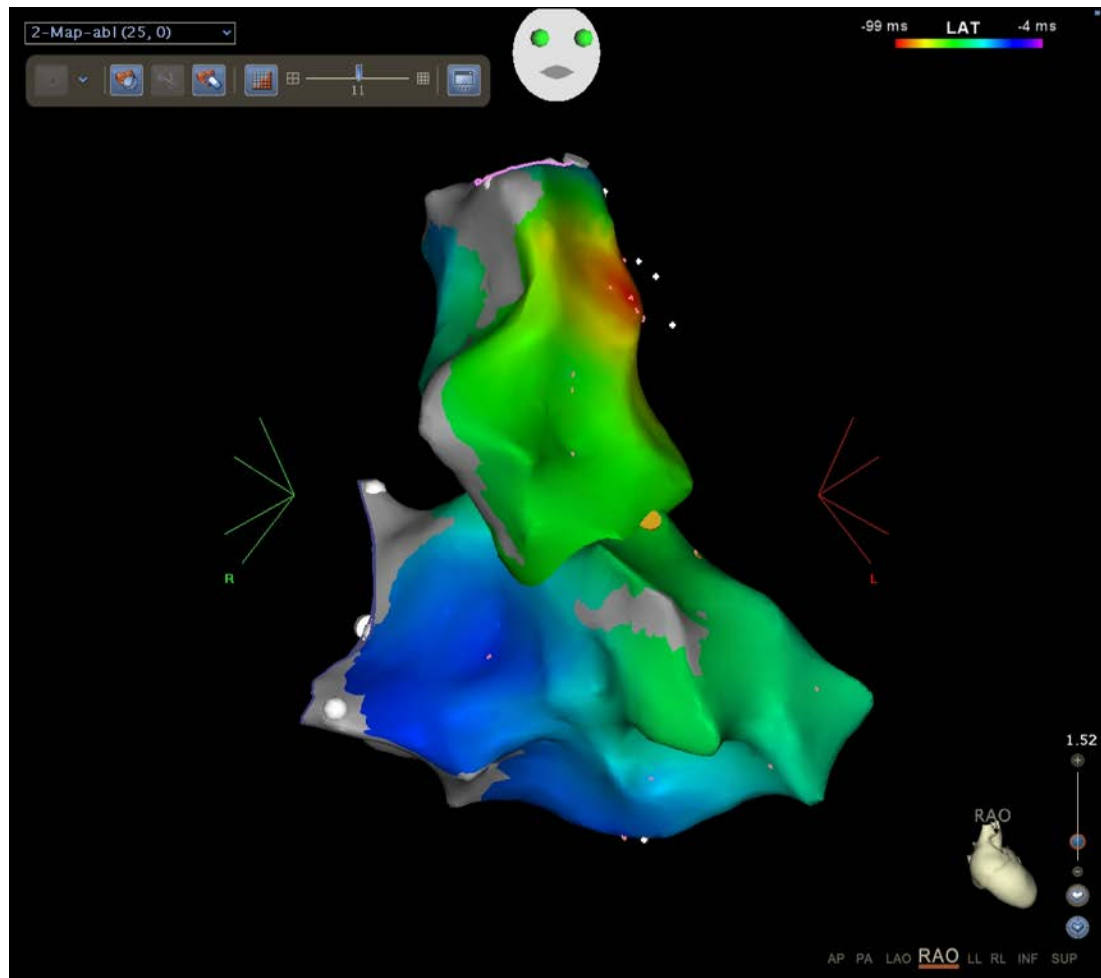 2-Map-abl (25, 0)
-99 ms LAT -4 ms
11
R
L
1.52
RAO
AP PA LAO RAO LL RL INF SUP